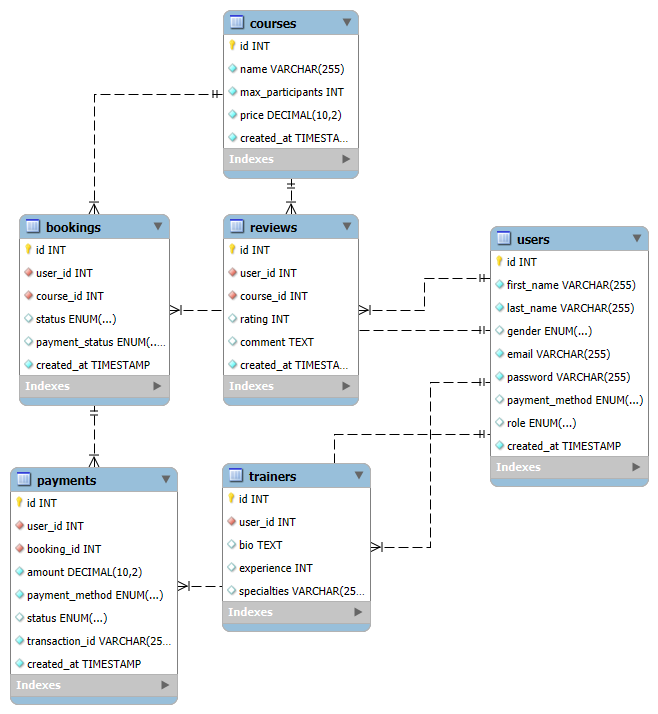 courses
id INT
name VARCHAR(255)
max_participants INT
price DECIMAL(10,2)
created_at TIMESTA...
Indexes
bookings
id INT
user_id INT
course_id INT
status ENUM(...)
payment_status ENUM(...
created_at TIMESTAMP
Indexes
reviews
id INT
user_id INT
course_id INT
rating INT
comment TEXT
created_at TIMESTA...
Indexes
users
id INT
first_name VARCHAR(255)
last_name VARCHAR(255)
gender ENUM(...)
email VARCHAR(255)
password VARCHAR(255)
payment_method ENUM(...)
role ENUM(...)
created_at TIMESTAMP
Indexes
payments
id INT
user_id INT
booking_id INT
amount DECIMAL(10,2)
payment_method ENUM(...)
status ENUM(...)
transaction_id VARCHAR(25...
created_at TIMESTAMP
Indexes
trainers
id INT
user_id INT
bio TEXT
experience INT
specialties VARCHAR(25...
Indexes